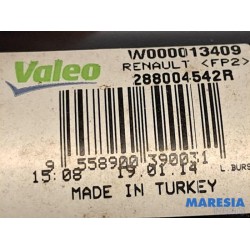 Valeo
W000013409
RENAULT <FP2>
288004542R
9 558900 390031
15:08 19.01.14 L.BURS
MADE IN TURKEY
MARESIA